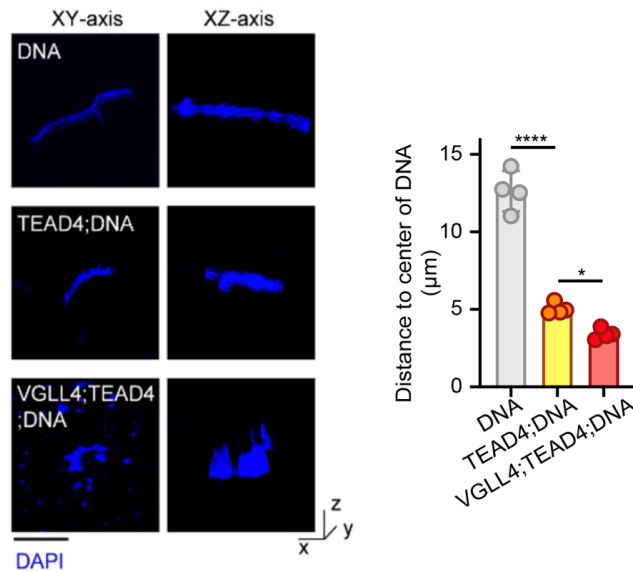 XY-axis XZ-axis
DNA
TEAD4;DNA
VGLL4;TEAD4
;DNA
DAPI
z
y
x
Distance to center of DNA
(μm)
15
10
5
0
****
*
DNA
TEAD4;DNA
VGLL4;TEAD4;DNA